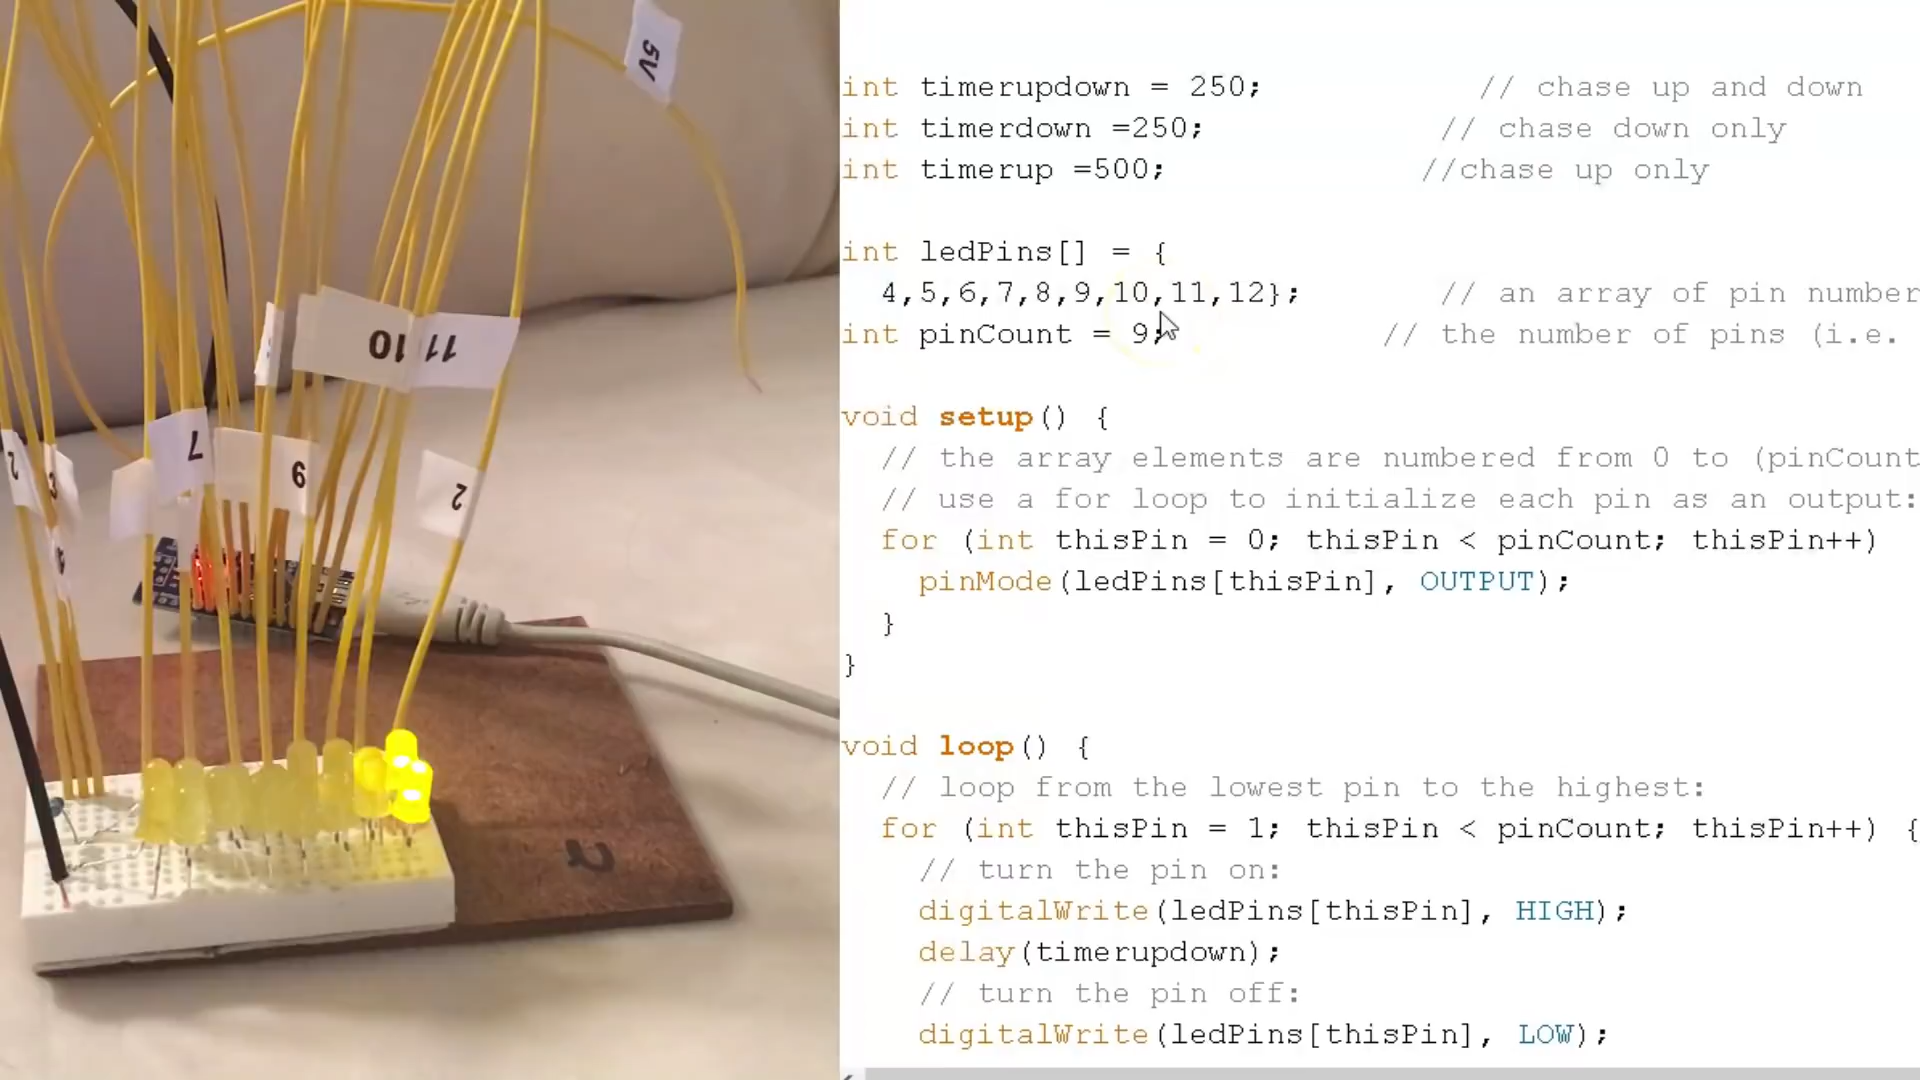 5V
10
11
7
9
2
2
3
2
int timerupdown = 250; // chase up and down
int timerdown =250; // chase down only
int timerup =500; //chase up only
int ledPins[] = {
4,5,6,7,8,9,10,11,12}; // an array of pin number
int pinCount = 9; // the number of pins (i.e.
void setup() {
// the array elements are numbered from 0 to (pinCount
// use a for loop to initialize each pin as an output:
for (int thisPin = 0; thisPin < pinCount; thisPin++)
pinMode(ledPins[thisPin], OUTPUT);
}
}
void loop() {
// loop from the lowest pin to the highest:
for (int thisPin = 1; thisPin < pinCount; thisPin++) {
// turn the pin on:
digitalWrite(ledPins[thisPin], HIGH);
delay(timerupdown);
// turn the pin off:
digitalWrite(ledPins[thisPin], LOW);